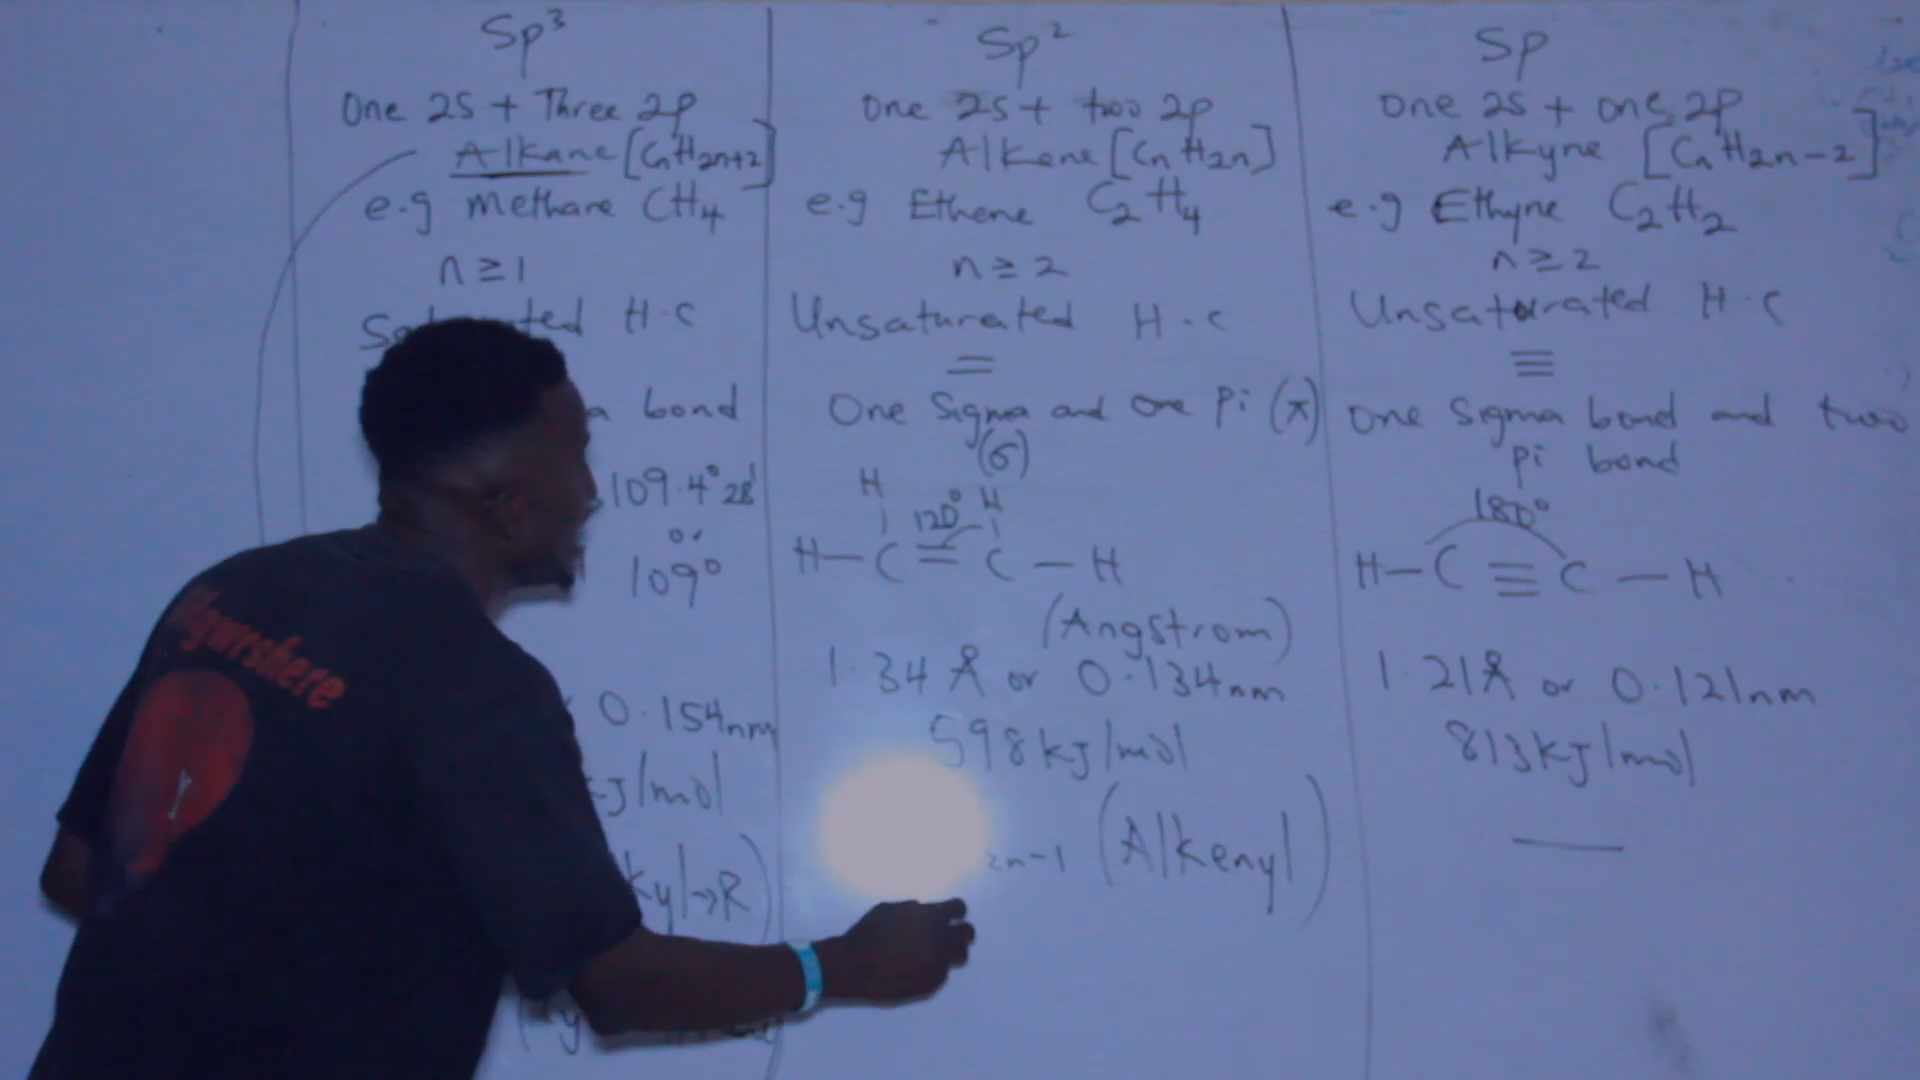 Sp³
One 2S + Three 2p
Alkane [CnH2n+2]
e.g methane CH4
n ≥ 1
H.C
bond
109.4°28'
or
109°
0.154nm
kJ/mol
kyl→R)
Sp²
One 2S + two 2p
Alkene [CnH2n]
e.g Ethene C2H4
n ≥ 2
Unsaturated H.C
=
One Sigma and one Pi (π)
(σ)
H H
120°
H—C=C—H
(Angstrom)
1.34 Å or 0.134nm
598kJ/mol
2n-1 (Alkenyl)
Sp
One 2S + one 2p
Alkyne [CnH2n-2]
e.g Ethyne C2H2
n ≥ 2
Unsaturated H.C
≡
One Sigma bond and two
Pi bond
180°
H—C≡C—H
1.21Å or 0.121nm
813kJ/mol
—